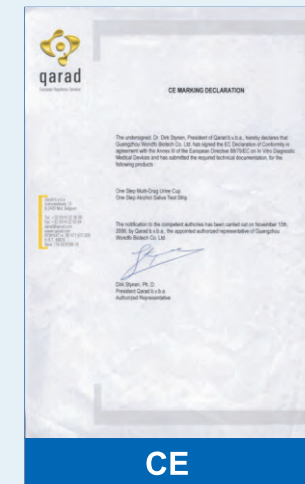 qarad
CE MARKING DECLARATION
The undersigned, Dr. Dirk Stynen, President of Qarad b.v.b.a., hereby declares that
Guangzhou Wondfo Biotech Co. Ltd. has signed the EC Declaration of Conformity in
agreement with the Annex III of the European Directive 98/79/EC on In Vitro Diagnostic
Medical Devices and has submitted the required technical documentation, for the
following products
One Step Multi-Drug Urine Cup
One Step Alcohol Saliva Test Strip
The notification to the competent authorities has been carried out on November 10th,
2006, by Qarad b.v.b.a., the appointed authorized representative of Guangzhou
Wondfo Biotech Co. Ltd.
Dirk Stynen, Ph. D.
President Qarad b.v.b.a.
Authorized Representative
CE